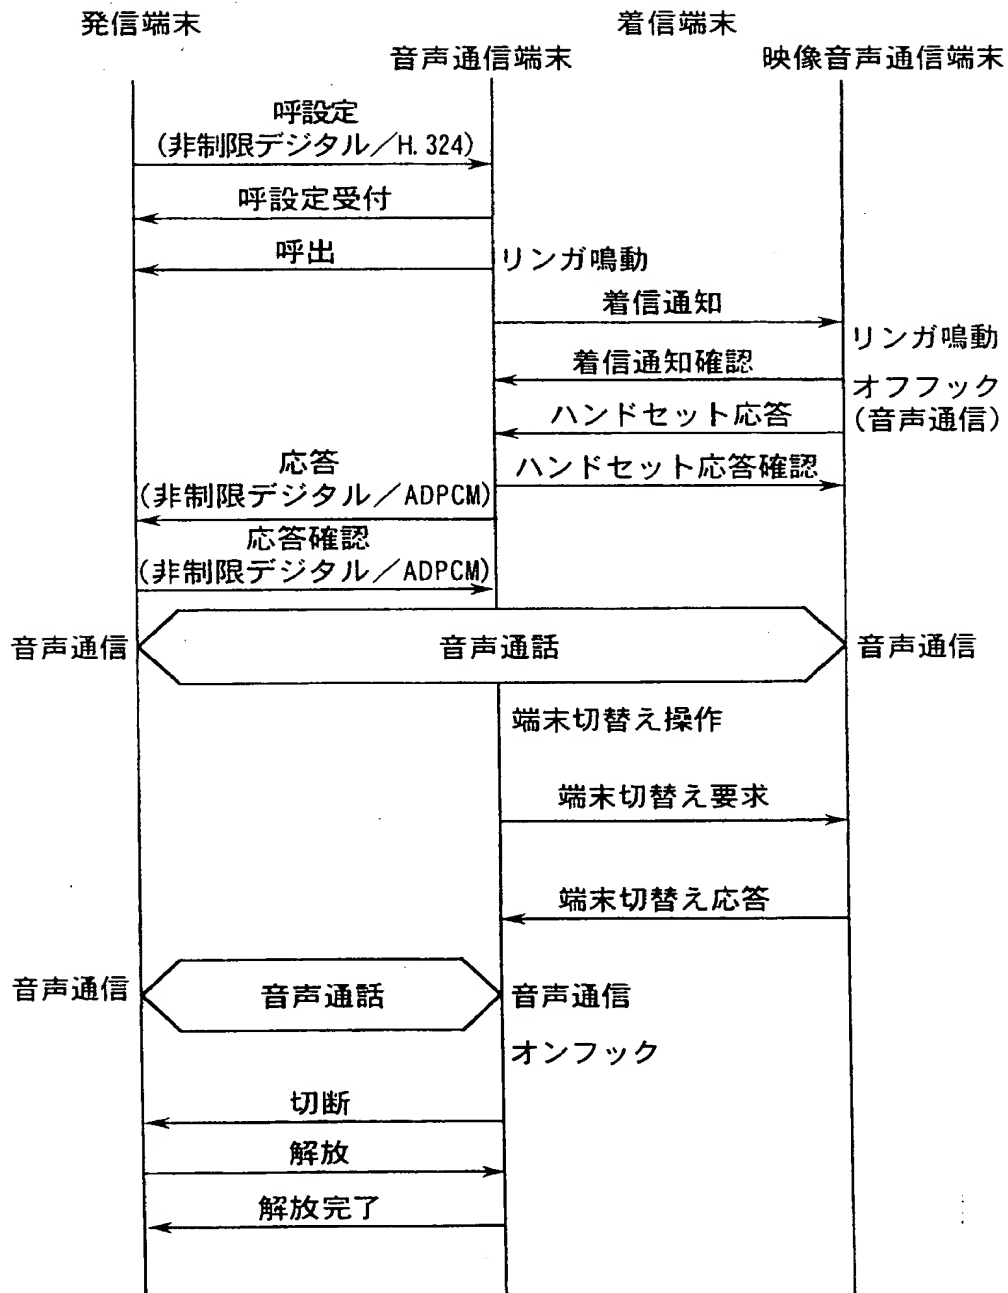 発信端末
着信端末
音声通信端末
映像音声通信端末
呼設定
(非制限デジタル／H.324)
呼設定受付
呼出
リンガ鳴動
着信通知
リンガ鳴動
着信通知確認
オフフック
(音声通信)
ハンドセット応答
ハンドセット応答確認
応答
(非制限デジタル／ADPCM)
応答確認
(非制限デジタル／ADPCM)
音声通信
音声通話
音声通信
端末切替え操作
端末切替え要求
端末切替え応答
音声通信
音声通話
音声通信
オンフック
切断
解放
解放完了